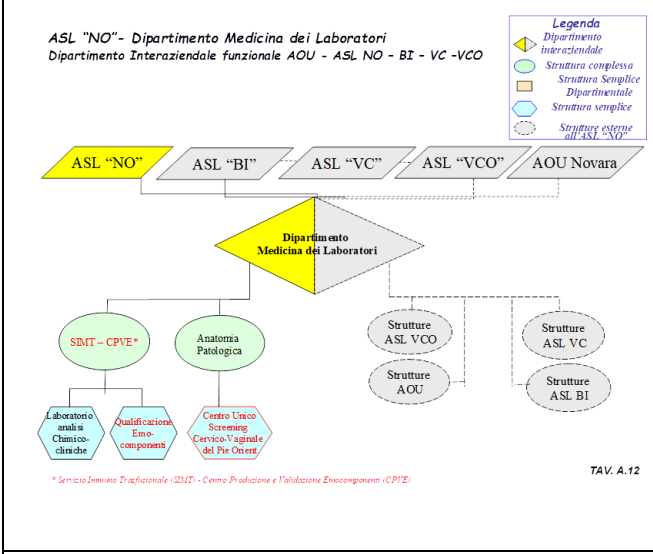 ASL “NO”- Dipartimento Medicina dei Laboratori
Dipartimento Interaziendale funzionale AOU - ASL NO – BI – VC -VCO
Legenda
Dipartimento
interaziendale
Struttura complessa
Struttura Semplice
Dipartimentale
Struttura semplice
Strutture esterne
all'ASL “NO”
ASL “NO”
ASL “BI”
ASL “VC”
ASL “VCO”
AOU Novara
Dipartimento
Medicina dei Laboratori
SIMT – CPVE*
Anatomia
Patologica
Strutture
ASL VCO
Strutture
ASL VC
Strutture
AOU
Strutture
ASL BI
Laboratorio
analisi
Chimico-
cliniche
Qualificazione
Emo-
componenti
Centro Unico
Screening
Cervico-Vaginale
del Pie Orient
* Servizio Immuno Trasfusionale (SIMT) - Centro Produzione e Validazione Emocomponenti (CPVE)
TAV. A.12